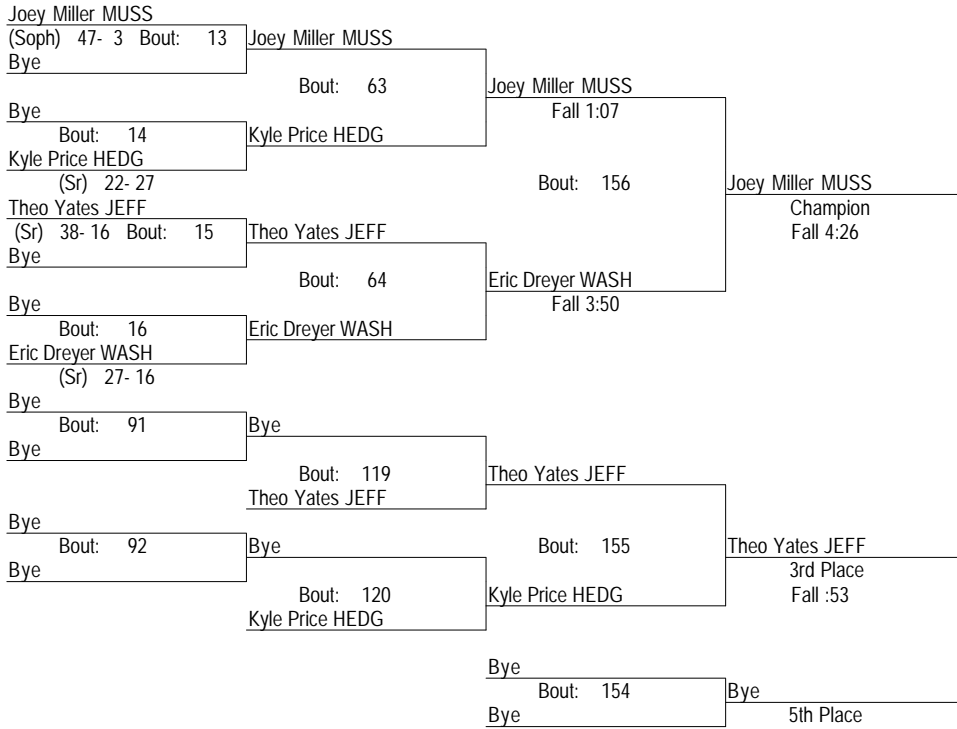 Joey Miller MUSS
(Soph) 47- 3 Bout: 13 Joey Miller MUSS
Bye
Bout: 63 Joey Miller MUSS
Bye Fall 1:07
Bout: 14 Kyle Price HEDG
Kyle Price HEDG
(Sr) 22- 27 Bout: 156 Joey Miller MUSS
Theo Yates JEFF Champion
(Sr) 38- 16 Bout: 15 Theo Yates JEFF Fall 4:26
Bye
Bout: 64 Eric Dreyer WASH
Bye Fall 3:50
Bout: 16 Eric Dreyer WASH
Eric Dreyer WASH
(Sr) 27- 16
Bye
Bout: 91 Bye
Bye
Bout: 119 Theo Yates JEFF
Theo Yates JEFF
Bye
Bout: 92 Bye Bout: 155 Theo Yates JEFF
Bye 3rd Place
Bout: 120 Kyle Price HEDG Fall :53
Kyle Price HEDG
Bye
Bout: 154 Bye
Bye 5th Place